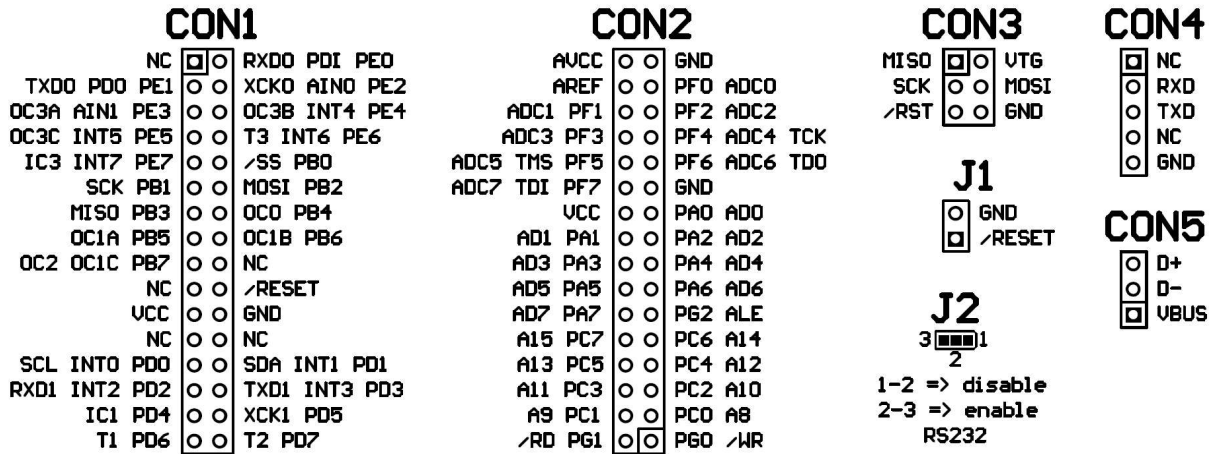 CON1
NC RXD0 PDI PE0
TXD0 PDO PE1 XCK0 AIN0 PE2
OC3A AIN1 PE3 OC3B INT4 PE4
OC3C INT5 PE5 T3 INT6 PE6
IC3 INT7 PE7 /SS PB0
SCK PB1 MOSI PB2
MISO PB3 OC0 PB4
OC1A PB5 OC1B PB6
OC2 OC1C PB7 NC
NC /RESET
VCC GND
NC NC
SCL INT0 PD0 SDA INT1 PD1
RXD1 INT2 PD2 TXD1 INT3 PD3
IC1 PD4 XCK1 PD5
T1 PD6 T2 PD7
CON2
AVCC GND
AREF PF0 ADC0
ADC1 PF1 PF2 ADC2
ADC3 PF3 PF4 ADC4 TCK
ADC5 TMS PF5 PF6 ADC6 TDO
ADC7 TDI PF7 GND
VCC PA0 AD0
AD1 PA1 PA2 AD2
AD3 PA3 PA4 AD4
AD5 PA5 PA6 AD6
AD7 PA7 PG2 ALE
A15 PC7 PC6 A14
A13 PC5 PC4 A12
A11 PC3 PC2 A10
A9 PC1 PC0 A8
/RD PG1 PG0 /WR
CON3
MISO VTG
SCK MOSI
/RST GND
J1
GND
/RESET
J2
3 1
2
1-2 => disable
2-3 => enable
RS232
CON4
NC
RXD
TXD
NC
GND
CON5
D+
D-
VBUS